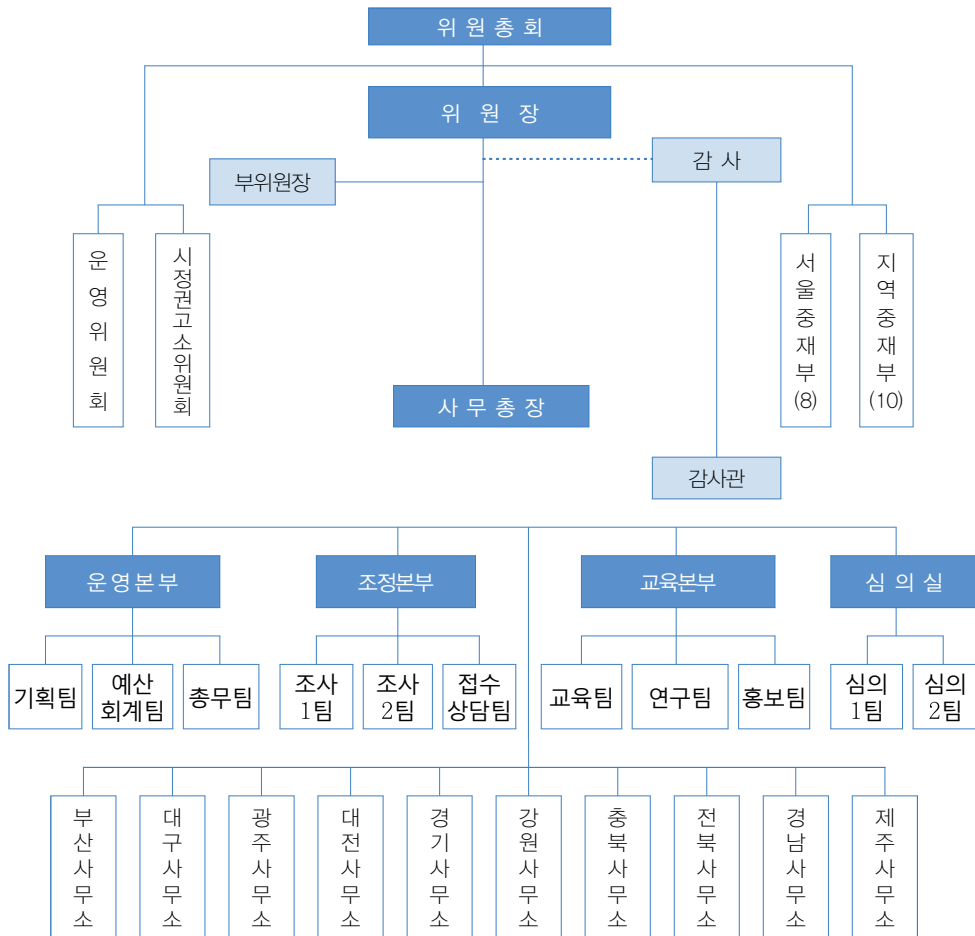 위원총회
위원장
감사
부위원장
운영위원회
시정권고소위원회
서울중재부(8)
지역중재부(10)
사무총장
감사관
운영본부
조정본부
교육본부
심의실
기획팀
예산
회계팀
총무팀
조사
1팀
조사
2팀
접수
상담팀
교육팀
연구팀
홍보팀
심의
1팀
심의
2팀
부산사무소
대구사무소
광주사무소
대전사무소
경기사무소
강원사무소
충북사무소
전북사무소
경남사무소
제주사무소